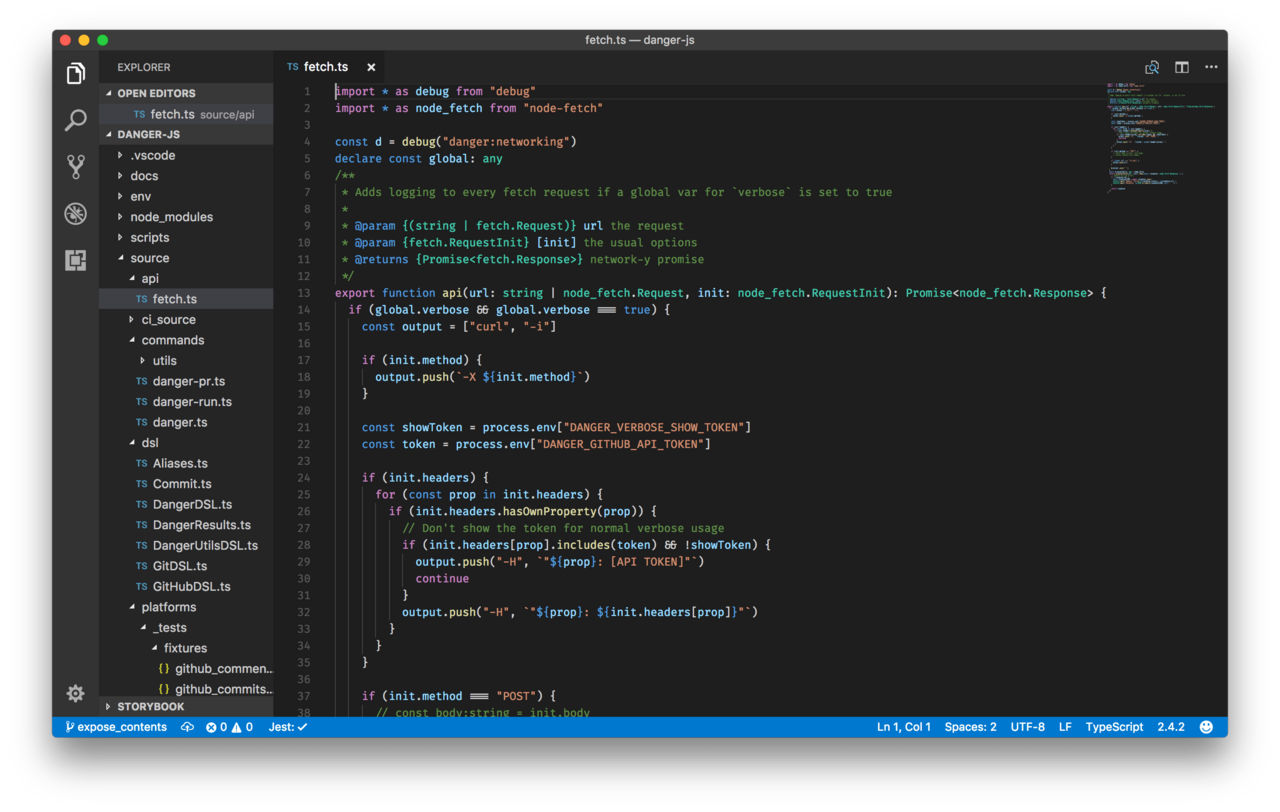 fetch.ts — danger-js
EXPLORER
OPEN EDITORS
TS fetch.ts source/api
DANGER-JS
.vscode
docs
env
node_modules
scripts
source
api
TS fetch.ts
ci_source
commands
utils
TS danger-pr.ts
TS danger-run.ts
TS danger.ts
dsl
TS Aliases.ts
TS Commit.ts
TS DangerDSL.ts
TS DangerResults.ts
TS DangerUtilsDSL.ts
TS GitDSL.ts
TS GitHubDSL.ts
platforms
_tests
fixtures
{} github_commen...
{} github_commits...
STORYBOOK
TS fetch.ts ×
1 import * as debug from "debug"
2 import * as node_fetch from "node-fetch"
3
4 const d = debug("danger:networking")
5 declare const global: any
6 /**
7  * Adds logging to every fetch request if a global var for `verbose` is set to true
8  *
9  * @param {(string | fetch.Request)} url the request
10  * @param {fetch.RequestInit} [init] the usual options
11  * @returns {Promise<fetch.Response>} network-y promise
12  */
13 export function api(url: string | node_fetch.Request, init: node_fetch.RequestInit): Promise<node_fetch.Response> {
14   if (global.verbose && global.verbose === true) {
15     const output = ["curl", "-i"]
16
17     if (init.method) {
18       output.push(`-X ${init.method}`)
19     }
20
21     const showToken = process.env["DANGER_VERBOSE_SHOW_TOKEN"]
22     const token = process.env["DANGER_GITHUB_API_TOKEN"]
23
24     if (init.headers) {
25       for (const prop in init.headers) {
26         if (init.headers.hasOwnProperty(prop)) {
27           // Don't show the token for normal verbose usage
28           if (init.headers[prop].includes(token) && !showToken) {
29             output.push("-H", `"${prop}: [API TOKEN]"`)
30             continue
31           }
32           output.push("-H", `"${prop}: ${init.headers[prop]}"`)
33         }
34       }
35     }
36
37     if (init.method === "POST") {
38       // const body:string = init.body
expose_contents 0 0 Jest: ✓ Ln 1, Col 1 Spaces: 2 UTF-8 LF TypeScript 2.4.2